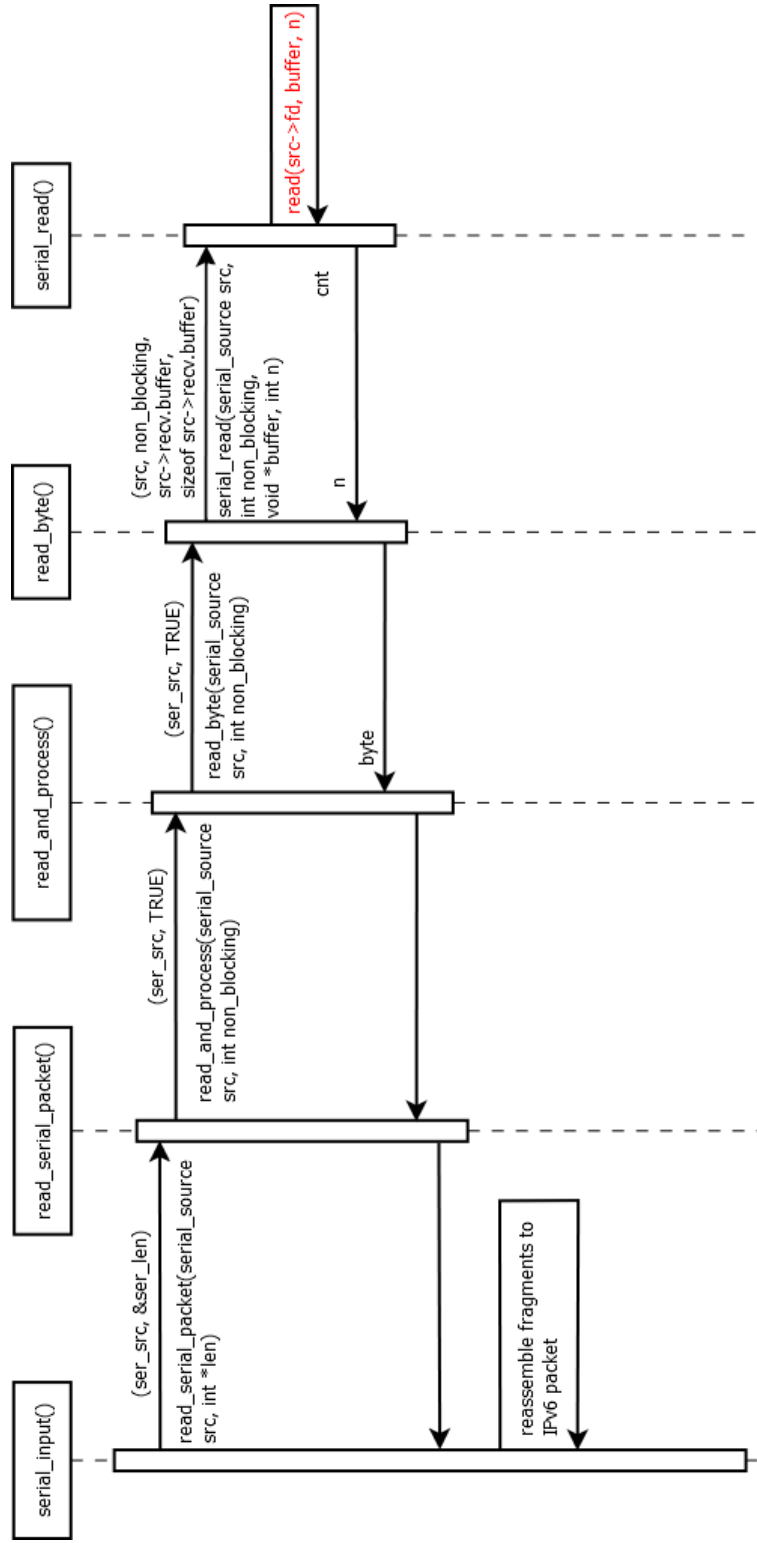 serial_input()
read_serial_packet()
read_and_process()
read_byte()
serial_read()
(ser_src, &ser_len)
read_serial_packet(serial_source
src, int *len)
(ser_src, TRUE)
read_and_process(serial_source
src, int non_blocking)
(ser_src, TRUE)
read_byte(serial_source
src, int non_blocking)
(src, non_blocking,
src->recv.buffer,
sizeof src->recv.buffer)
serial_read(serial_source src,
int non_blocking,
void *buffer, int n)
read(src->fd, buffer, n)
cnt
n
byte
reassemble fragments to
IPv6 packet